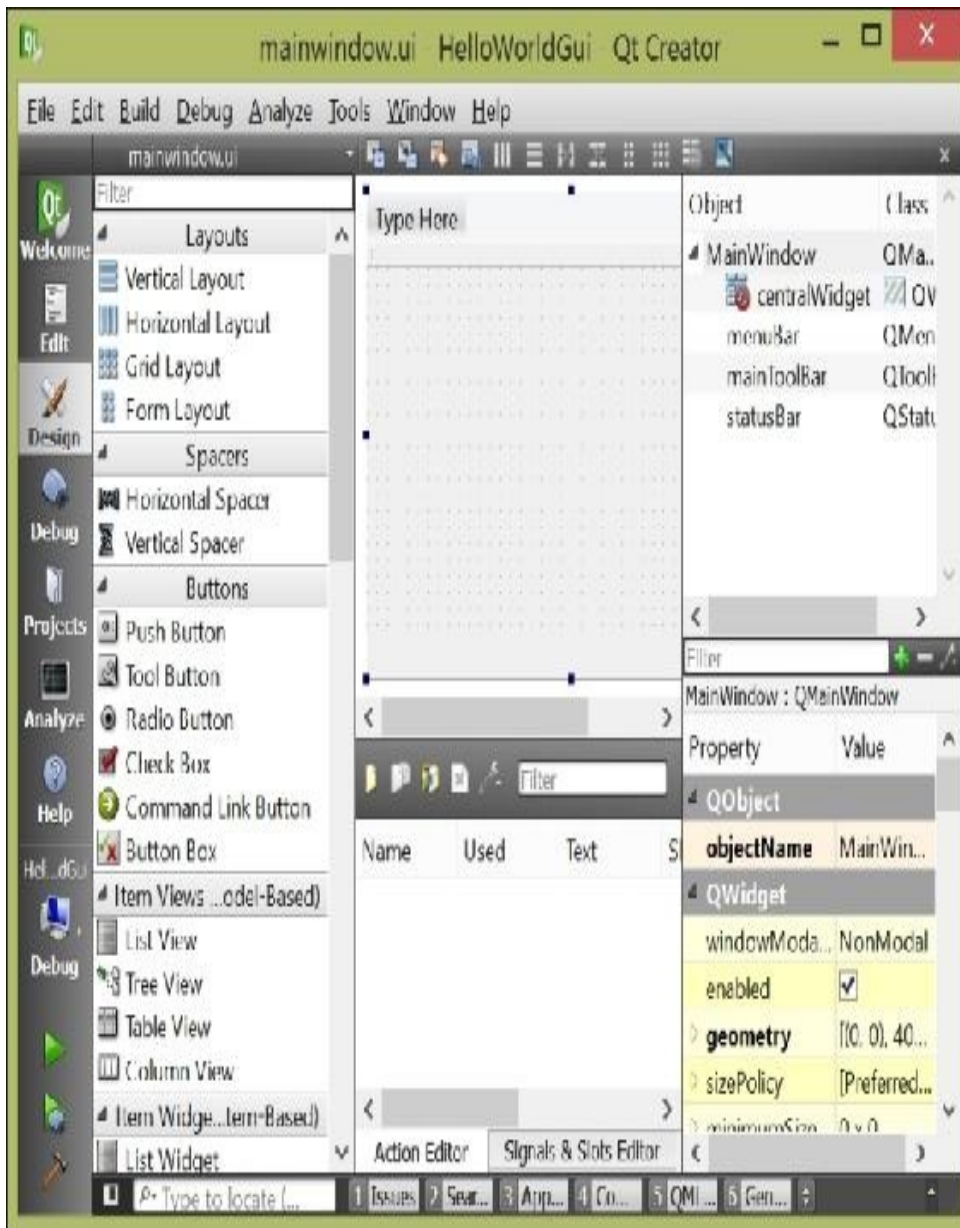 mainwindow.ui HelloWorldGui Qt Creator
File Edit Build Debug Analyze Tools Window Help
mainwindow.ui
Filter
Layouts
Vertical Layout
Horizontal Layout
Grid Layout
Form Layout
Spacers
Horizontal Spacer
Vertical Spacer
Buttons
Push Button
Tool Button
Radio Button
Check Box
Command Link Button
Button Box
Item Views ...odel-Based)
List View
Tree View
Table View
Column View
Item Widge...tem-Based)
List Widget
Qt
Welcome
Edit
Design
Debug
Projects
Analyze
Help
Hel...dGui
Debug
Type Here
Filter
Name Used Text
Action Editor Signals & Slots Editor
Object Class
MainWindow QMa..
centralWidget
menuBar QMen
mainToolBar
statusBar QStatu
Filter
MainWindow : QMainWindow
Property Value
QObject
objectName MainWin...
QWidget
windowModa... NonModal
enabled
geometry [(0, 0), 40...
sizePolicy [Preferred...
minimumSize 0 x 0
Type to locate (...
1 Issues 2 Sear... 3 App... 4 Co... 5 QML ... 6 Gen...